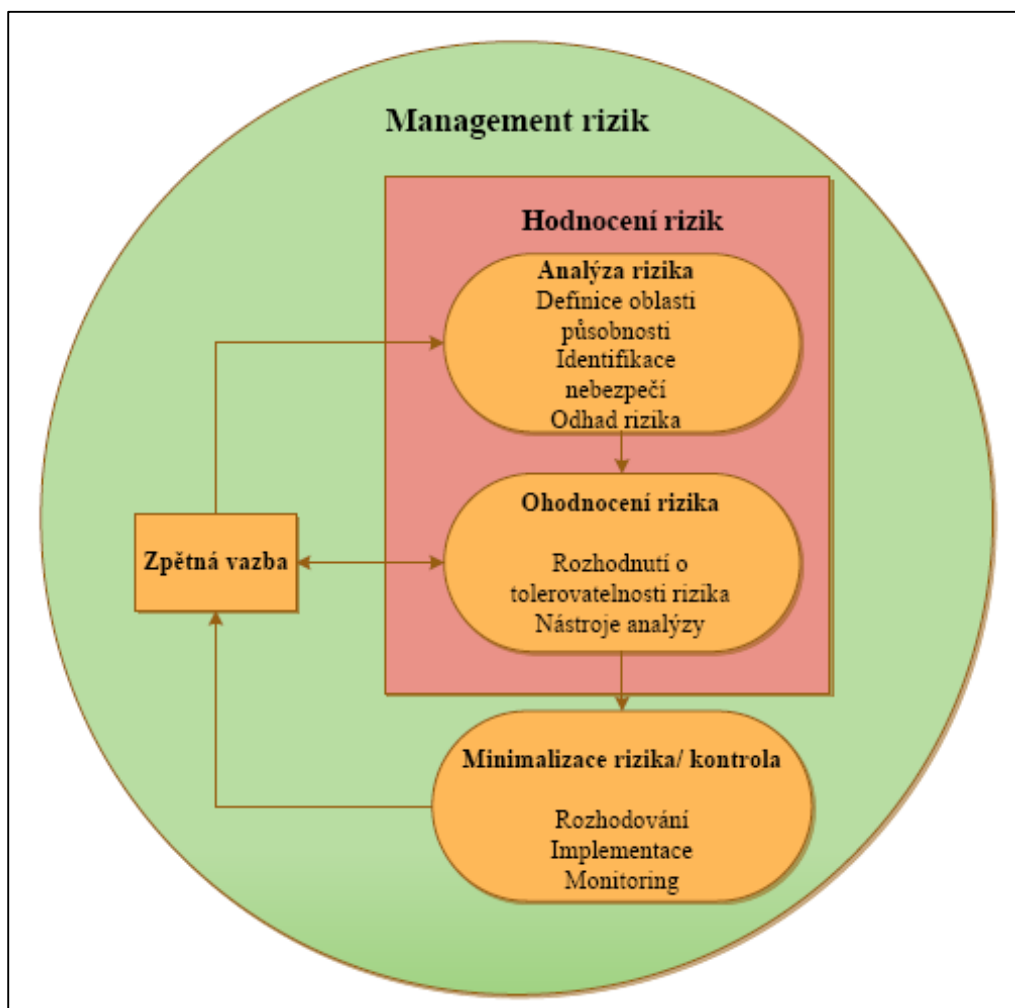 Management rizik
Hodnocení rizik
Analýza rizika
Definice oblasti
působnosti
Identifikace
nebezpečí
Odhad rizika
Ohodnocení rizika
Rozhodnutí o
tolerovatelnosti rizika
Nástroje analýzy
Zpětná vazba
Minimalizace rizika/ kontrola
Rozhodování
Implementace
Monitoring